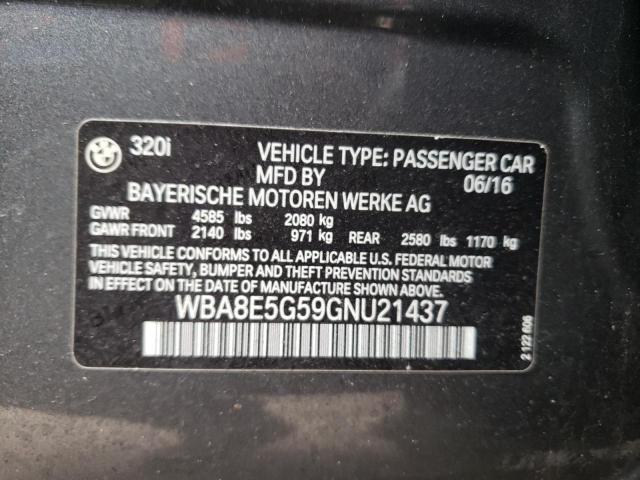 320i VEHICLE TYPE: PASSENGER CAR
MFD BY 06/16
BAYERISCHE MOTOREN WERKE AG
GVWR 4585 lbs 2080 kg
GAWR FRONT 2140 lbs 971 kg REAR 2580 lbs 1170 kg
THIS VEHICLE CONFORMS TO ALL APPLICABLE U.S. FEDERAL MOTOR
VEHICLE SAFETY, BUMPER, AND THEFT PREVENTION STANDARDS
IN EFFECT ON THE DATE OF MANUFACTURE SHOWN ABOVE.
WBA8E5G59GNU21437
2 122 606